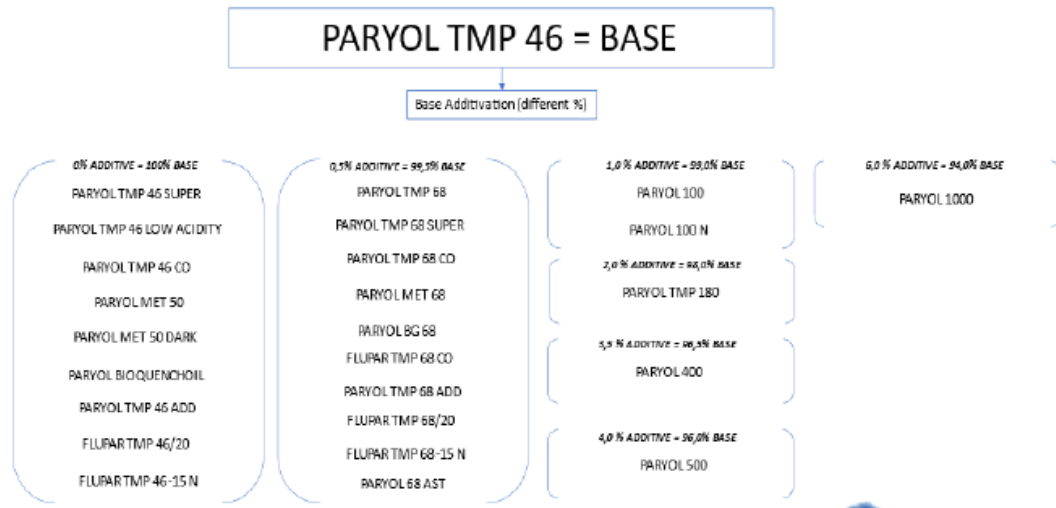 PARYOL TMP 46 = BASE
Base Additivation (different %)
0% ADDITIVE = 100% BASE
PARYOL TMP 46 SUPER
PARYOL TMP 46 LOW ACIDITY
PARYOL TMP 46 CO
PARYOL MET 50
PARYOL MET 50 DARK
PARYOL BIOQUENCHOIL
PARYOL TMP 46 ADD
FLUPAR TMP 46/20
FLUPAR TMP 46-15 N
0,5% ADDITIVE = 99,5% BASE
PARYOL TMP 68
PARYOL TMP 68 SUPER
PARYOL TMP 68 CO
PARYOL MET 68
PARYOL BG 68
FLUPAR TMP 68 CO
PARYOL TMP 68 ADD
FLUPAR TMP 68/20
FLUPAR TMP 68-15 N
PARYOL 68 AST
1,0 % ADDITIVE = 99,0% BASE
PARYOL 100
PARYOL 100 N
2,0 % ADDITIVE = 98,0% BASE
PARYOL TMP 180
% ADDITIVE = 96,5% BASE
PARYOL 400
4,0 % ADDITIVE = 96,0% BASE
PARYOL 500
6,0 % ADDITIVE = 94,0% BASE
PARYOL 1000